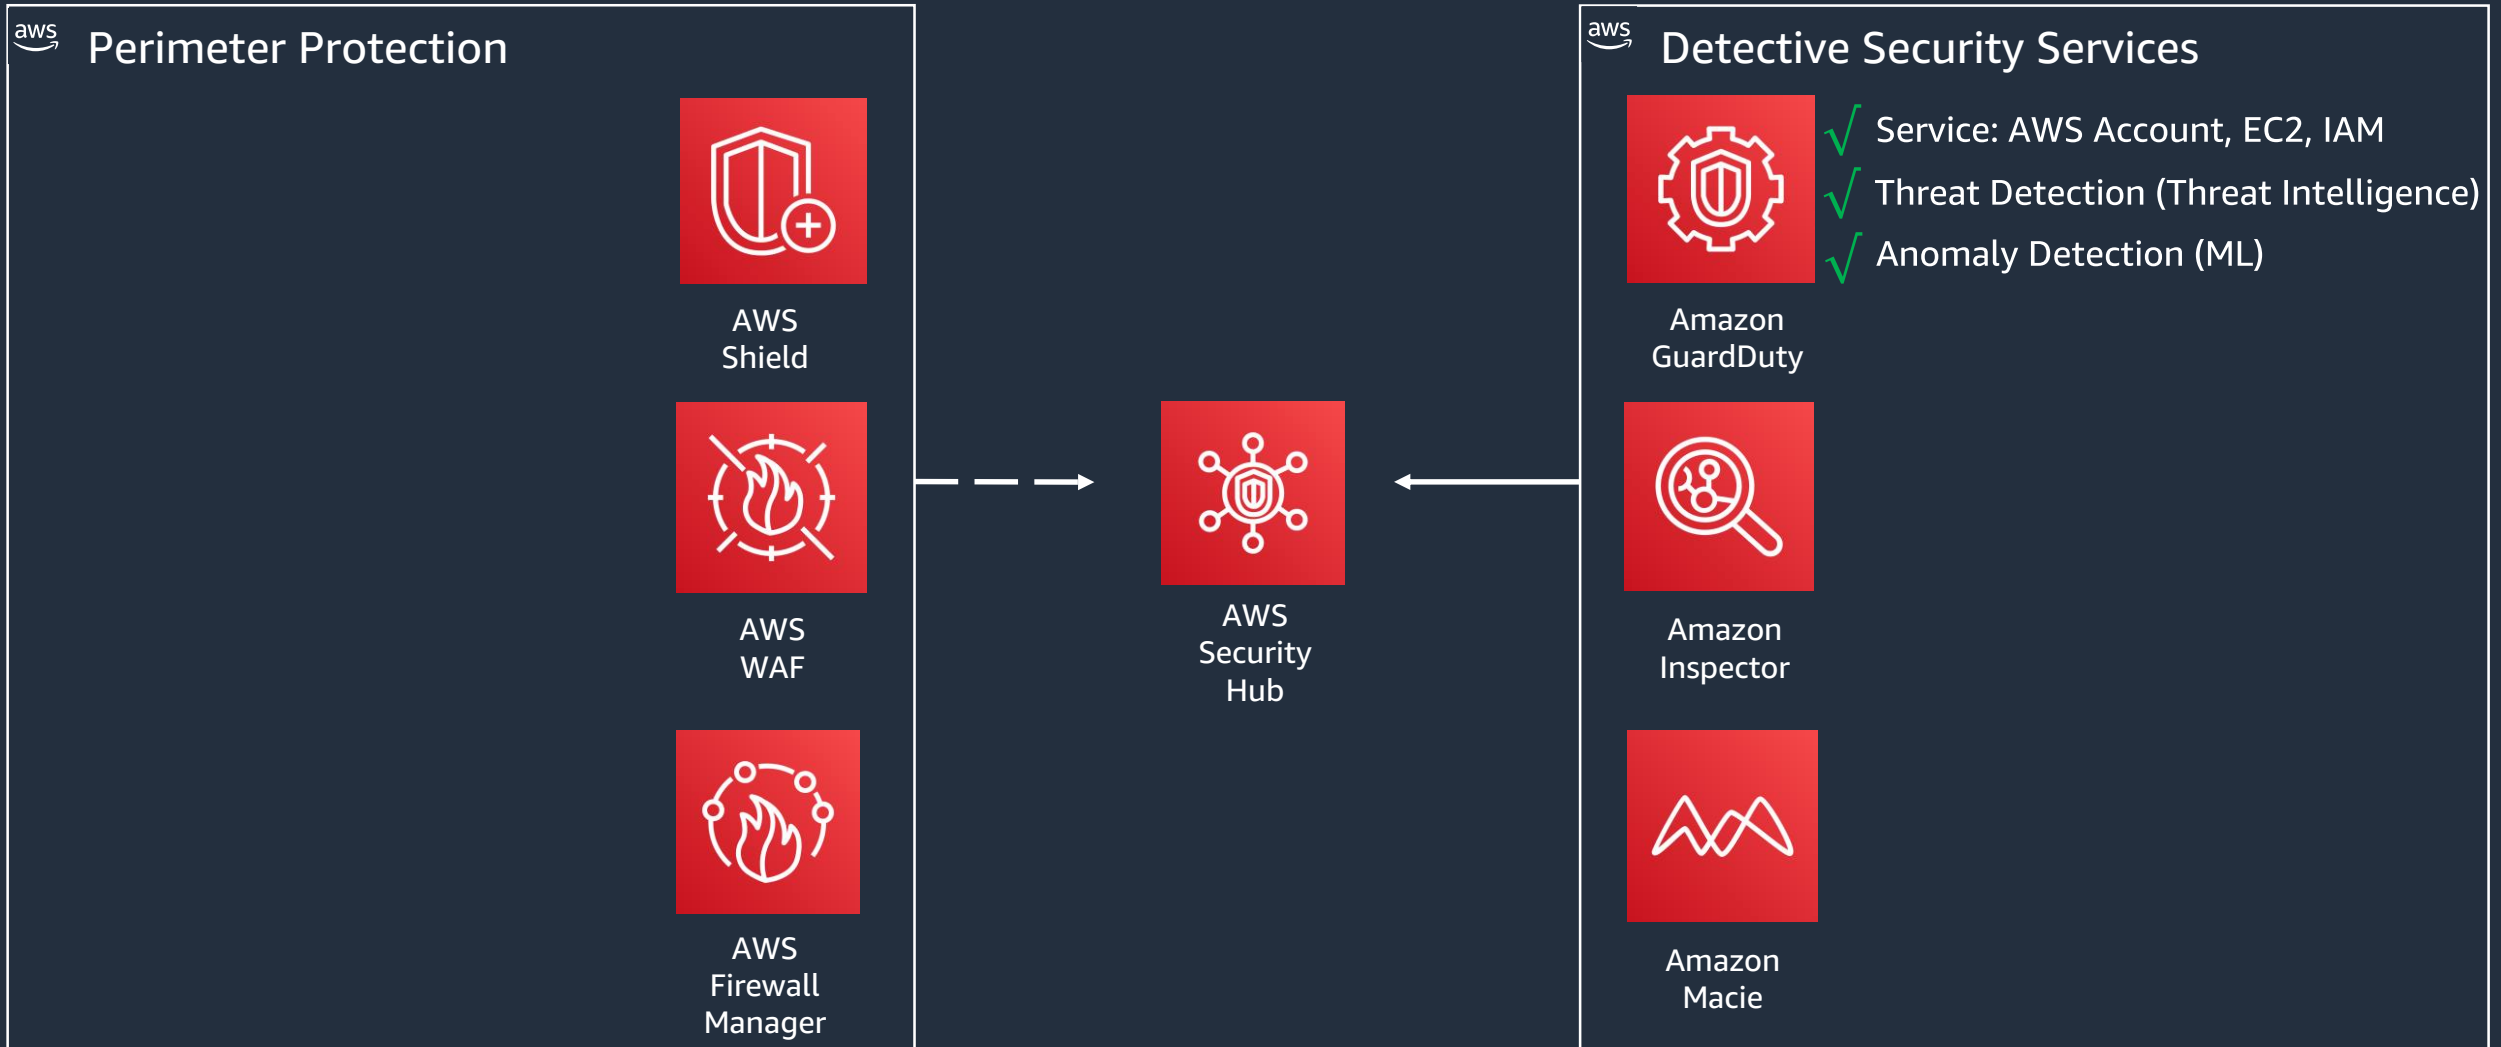 aws
Perimeter Protection
AWS
Shield
AWS
WAF
AWS
Firewall
Manager
AWS
Security
Hub
aws
Detective Security Services
√ Service: AWS Account, EC2, IAM
√ Threat Detection (Threat Intelligence)
√ Anomaly Detection (ML)
Amazon
GuardDuty
Amazon
Inspector
Amazon
Macie